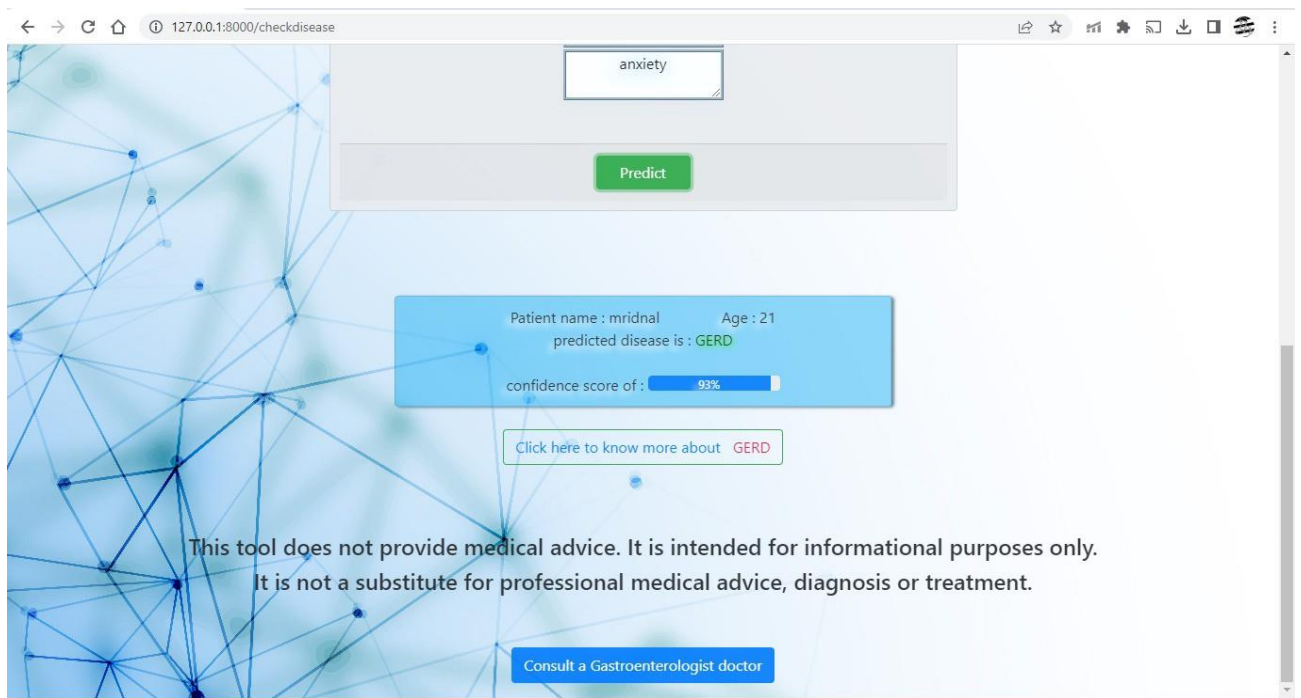 127.0.0.1:8000/checkdisease
anxiety
Predict
Patient name : mridnal Age : 21
predicted disease is : GERD
confidence score of : 93%
Click here to know more about GERD
This tool does not provide medical advice. It is intended for informational purposes only.
It is not a substitute for professional medical advice, diagnosis or treatment.
Consult a Gastroenterologist doctor